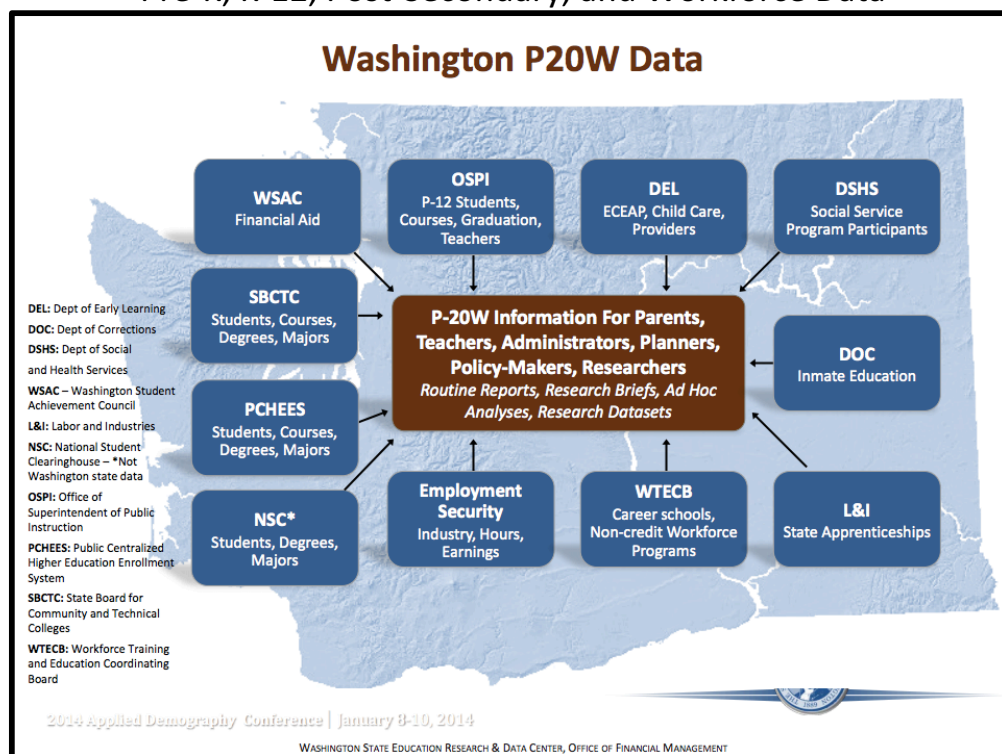 Washington P20W Data
WSAC
Financial Aid
OSPI
P-12 Students,
Courses, Graduation,
Teachers
DEL
ECEAP, Child Care,
Providers
DSHS
Social Service
Program Participants
SBCTC
Students, Courses,
Degrees, Majors
P-20W Information For Parents,
Teachers, Administrators, Planners,
Policy-Makers, Researchers
Routine Reports, Research Briefs, Ad Hoc
Analyses, Research Datasets
DOC
Inmate Education
PCHEES
Students, Courses,
Degrees, Majors
NSC*
Students, Degrees,
Majors
Employment
Security
Industry, Hours,
Earnings
WTECB
Career schools,
Non-credit Workforce
Programs
L&I
State Apprenticeships
DEL: Dept of Early Learning
DOC: Dept of Corrections
DSHS: Dept of Social
and Health Services
WSAC – Washington Student
Achievement Council
L&I: Labor and Industries
NSC: National Student
Clearinghouse – *Not
Washington state data
OSPI: Office of
Superintendent of Public
Instruction
PCHEES: Public Centralized
Higher Education Enrollment
System
SBCTC: State Board for
Community and Technical
Colleges
WTECB: Workforce Training
and Education Coordinating
Board
2014 Applied Demography Conference | January 8-10, 2014
WASHINGTON STATE EDUCATION RESEARCH & DATA CENTER, OFFICE OF FINANCIAL MANAGEMENT